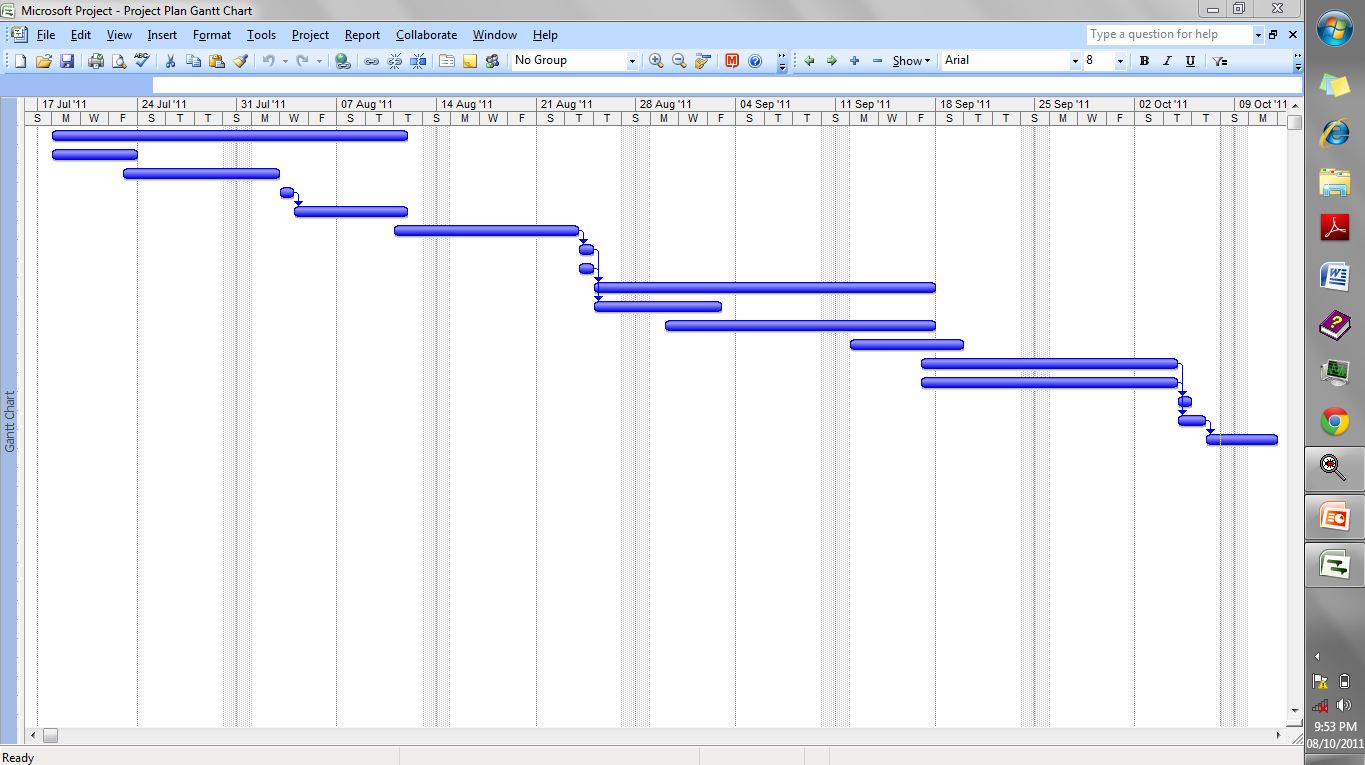 Microsoft Project - Project Plan Gantt Chart
File Edit View Insert Format Tools Project Report Collaborate Window Help
Type a question for help
No Group Show Arial 8 B I U
17 Jul '11 24 Jul '11 31 Jul '11 07 Aug '11 14 Aug '11 21 Aug '11 28 Aug '11 04 Sep '11 11 Sep '11 18 Sep '11 25 Sep '11 02 Oct '11 09 Oct '11
S M W F S T T S M W F S T T S M W F S T T S M W F S T T S M W F S T T S M W F S T T S M
Gantt Chart
Ready
9:53 PM
08/10/2011